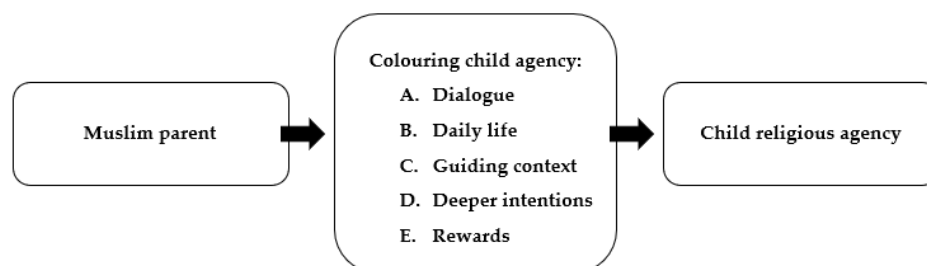 Muslim parent
Colouring child agency:
A. Dialogue
B. Daily life
C. Guiding context
D. Deeper intentions
E. Rewards
Child religious agency